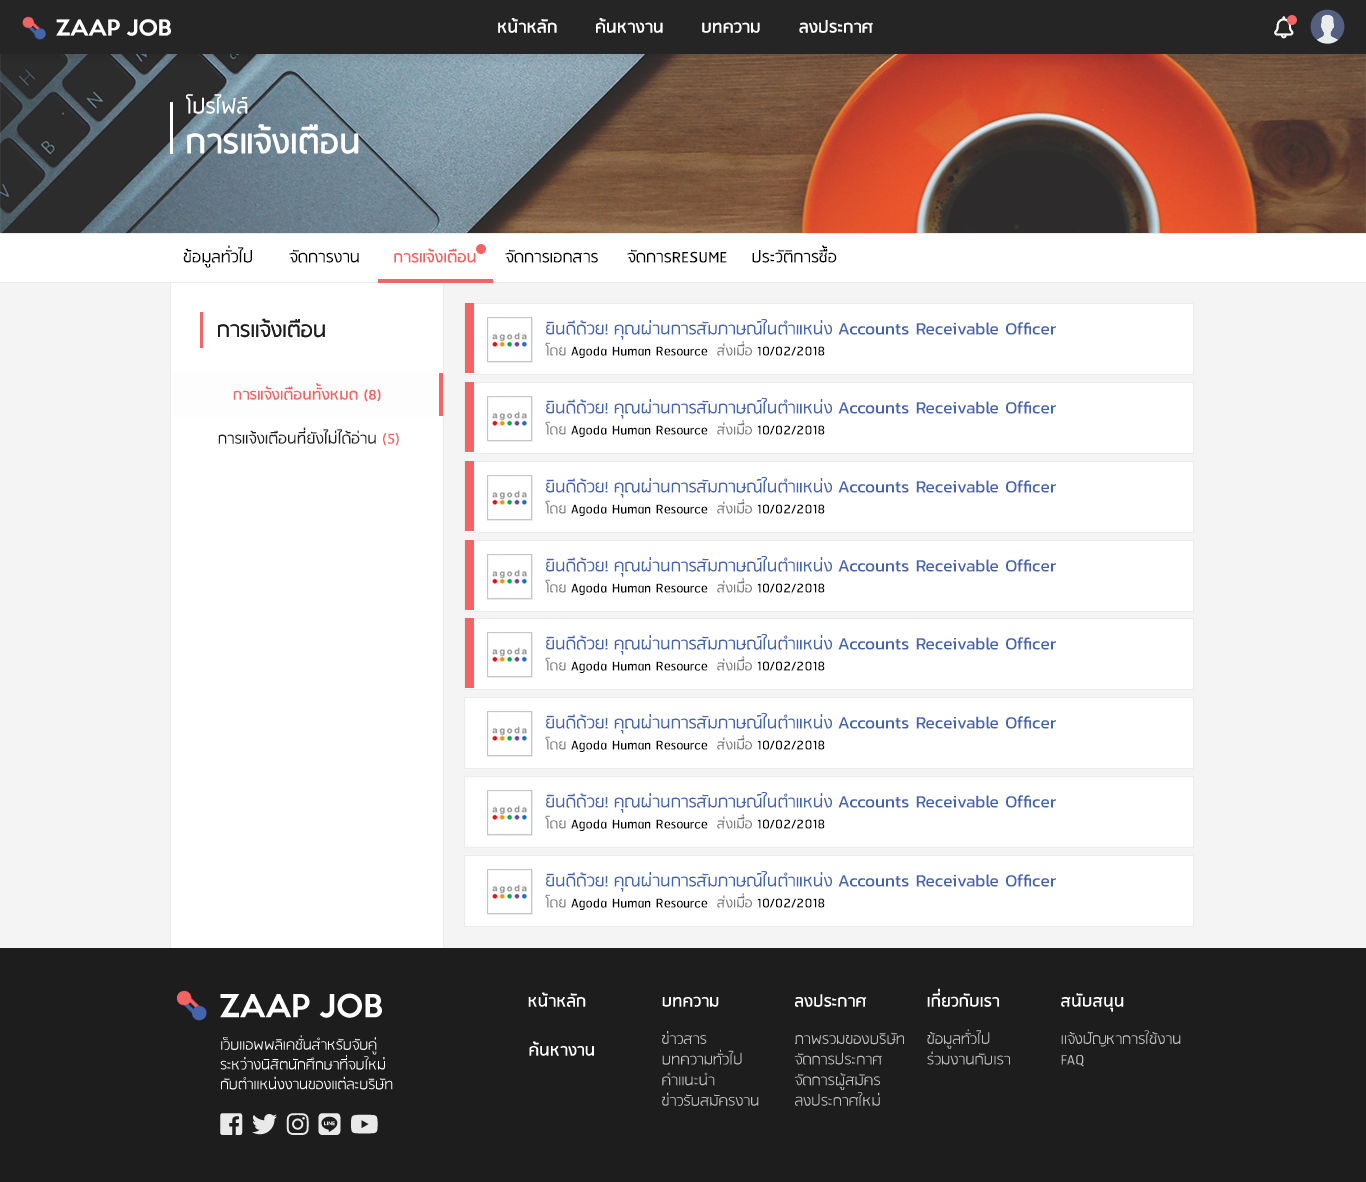 ZAAP JOB
หน้าหลัก ค้นหางาน บทความ ลงประกาศ
โปรไฟล์
การแจ้งเตือน
ข้อมูลทั่วไป จัดการงาน การแจ้งเตือน จัดการเอกสาร จัดการRESUME ประวัติการซื้อ
การแจ้งเตือน
การแจ้งเตือนทั้งหมด (8)
การแจ้งเตือนที่ยังไม่ได้อ่าน (5)
agoda
ยินดีด้วย! คุณผ่านการสัมภาษณ์ในตำแหน่ง Accounts Receivable Officer
โดย Agoda Human Resource ส่งเมื่อ 10/02/2018
agoda
ยินดีด้วย! คุณผ่านการสัมภาษณ์ในตำแหน่ง Accounts Receivable Officer
โดย Agoda Human Resource ส่งเมื่อ 10/02/2018
agoda
ยินดีด้วย! คุณผ่านการสัมภาษณ์ในตำแหน่ง Accounts Receivable Officer
โดย Agoda Human Resource ส่งเมื่อ 10/02/2018
agoda
ยินดีด้วย! คุณผ่านการสัมภาษณ์ในตำแหน่ง Accounts Receivable Officer
โดย Agoda Human Resource ส่งเมื่อ 10/02/2018
agoda
ยินดีด้วย! คุณผ่านการสัมภาษณ์ในตำแหน่ง Accounts Receivable Officer
โดย Agoda Human Resource ส่งเมื่อ 10/02/2018
agoda
ยินดีด้วย! คุณผ่านการสัมภาษณ์ในตำแหน่ง Accounts Receivable Officer
โดย Agoda Human Resource ส่งเมื่อ 10/02/2018
agoda
ยินดีด้วย! คุณผ่านการสัมภาษณ์ในตำแหน่ง Accounts Receivable Officer
โดย Agoda Human Resource ส่งเมื่อ 10/02/2018
agoda
ยินดีด้วย! คุณผ่านการสัมภาษณ์ในตำแหน่ง Accounts Receivable Officer
โดย Agoda Human Resource ส่งเมื่อ 10/02/2018
ZAAP JOB
เว็บแอพพลิเคชั่นสำหรับจับคู่
ระหว่างนิสิตนักศึกษาที่จบใหม่
กับตำแหน่งงานของแต่ละบริษัท
LINE
หน้าหลัก
ค้นหางาน
บทความ
ข่าวสาร
บทความทั่วไป
คำแนะนำ
ข่าวรับสมัครงาน
ลงประกาศ
ภาพรวมของบริษัท
จัดการประกาศ
จัดการผู้สมัคร
ลงประกาศใหม่
เกี่ยวกับเรา
ข้อมูลทั่วไป
ร่วมงานกับเรา
สนับสนุน
แจ้งปัญหาการใช้งาน
FAQ